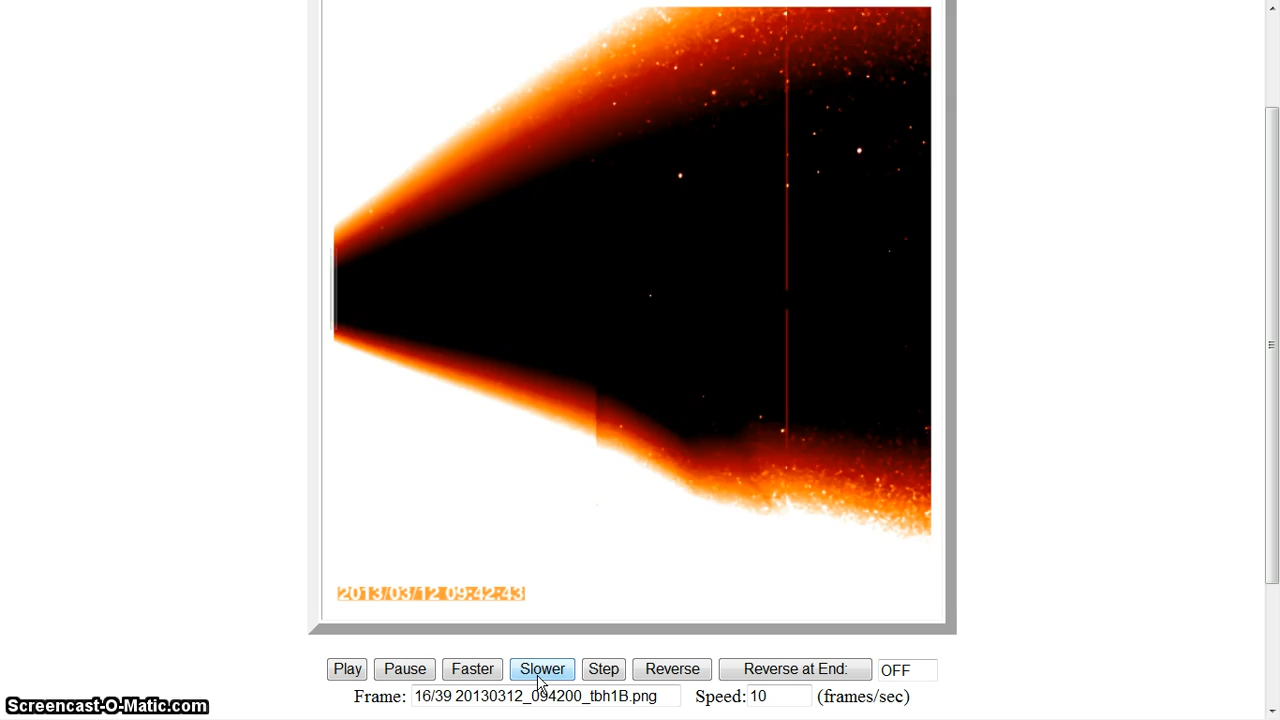 2013/03/12 09:42:43
Play Pause Faster Slower Step Reverse Reverse at End: OFF
Frame: 16/39 20130312_094200_tbh1B.png Speed: 10 (frames/sec)
Screencast-O-Matic.com